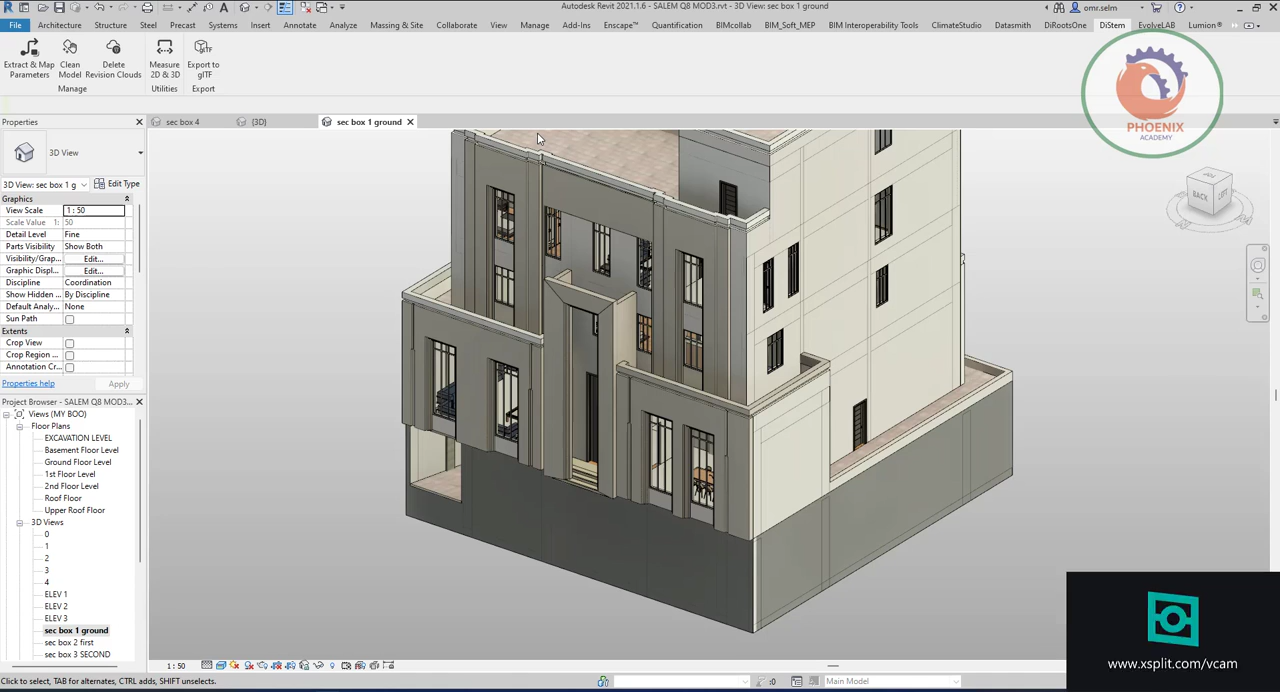 Autodesk Revit 2021.1.6 - SALEM Q8 MOD3.rvt - 3D View: sec box 1 ground
omr.selm
File Architecture Structure Steel Precast Systems Insert Annotate Analyze Massing & Site Collaborate View Manage Add-Ins Enscape™ Quantification BIMcollab BIM_Soft_MEP BIM Interoperability Tools ClimateStudio Datasmith DiRootsOne DiStem EvolveLAB Lumion®
Extract & Map Parameters
Clean Model
Delete Revision Clouds
Measure 2D & 3D
Export to glTF
Manage Utilities Export
PHOENIX
ACADEMY
Properties
sec box 4 {3D} sec box 1 ground
3D View
3D View: sec box 1 g Edit Type
Graphics
View Scale 1 : 50
Scale Value 1: 50
Detail Level Fine
Parts Visibility Show Both
Visibility/Grap... Edit...
Graphic Displ... Edit...
Discipline Coordination
Show Hidden ... By Discipline
Default Analy... None
Sun Path
Extents
Crop View
Crop Region ...
Annotation Cr...
Properties help Apply
BACK LEFT
Project Browser - SALEM Q8 MOD3...
Views (MY BOO)
Floor Plans
EXCAVATION LEVEL
Basement Floor Level
Ground Floor Level
1st Floor Level
2nd Floor Level
Roof Floor
Upper Roof Floor
3D Views
0
1
2
3
4
ELEV 1
ELEV 2
ELEV 3
sec box 1 ground
sec box 2 first
sec box 3 SECOND
1 : 50
www.xsplit.com/vcam
Click to select, TAB for alternates, CTRL adds, SHIFT unselects.
:0
Main Model